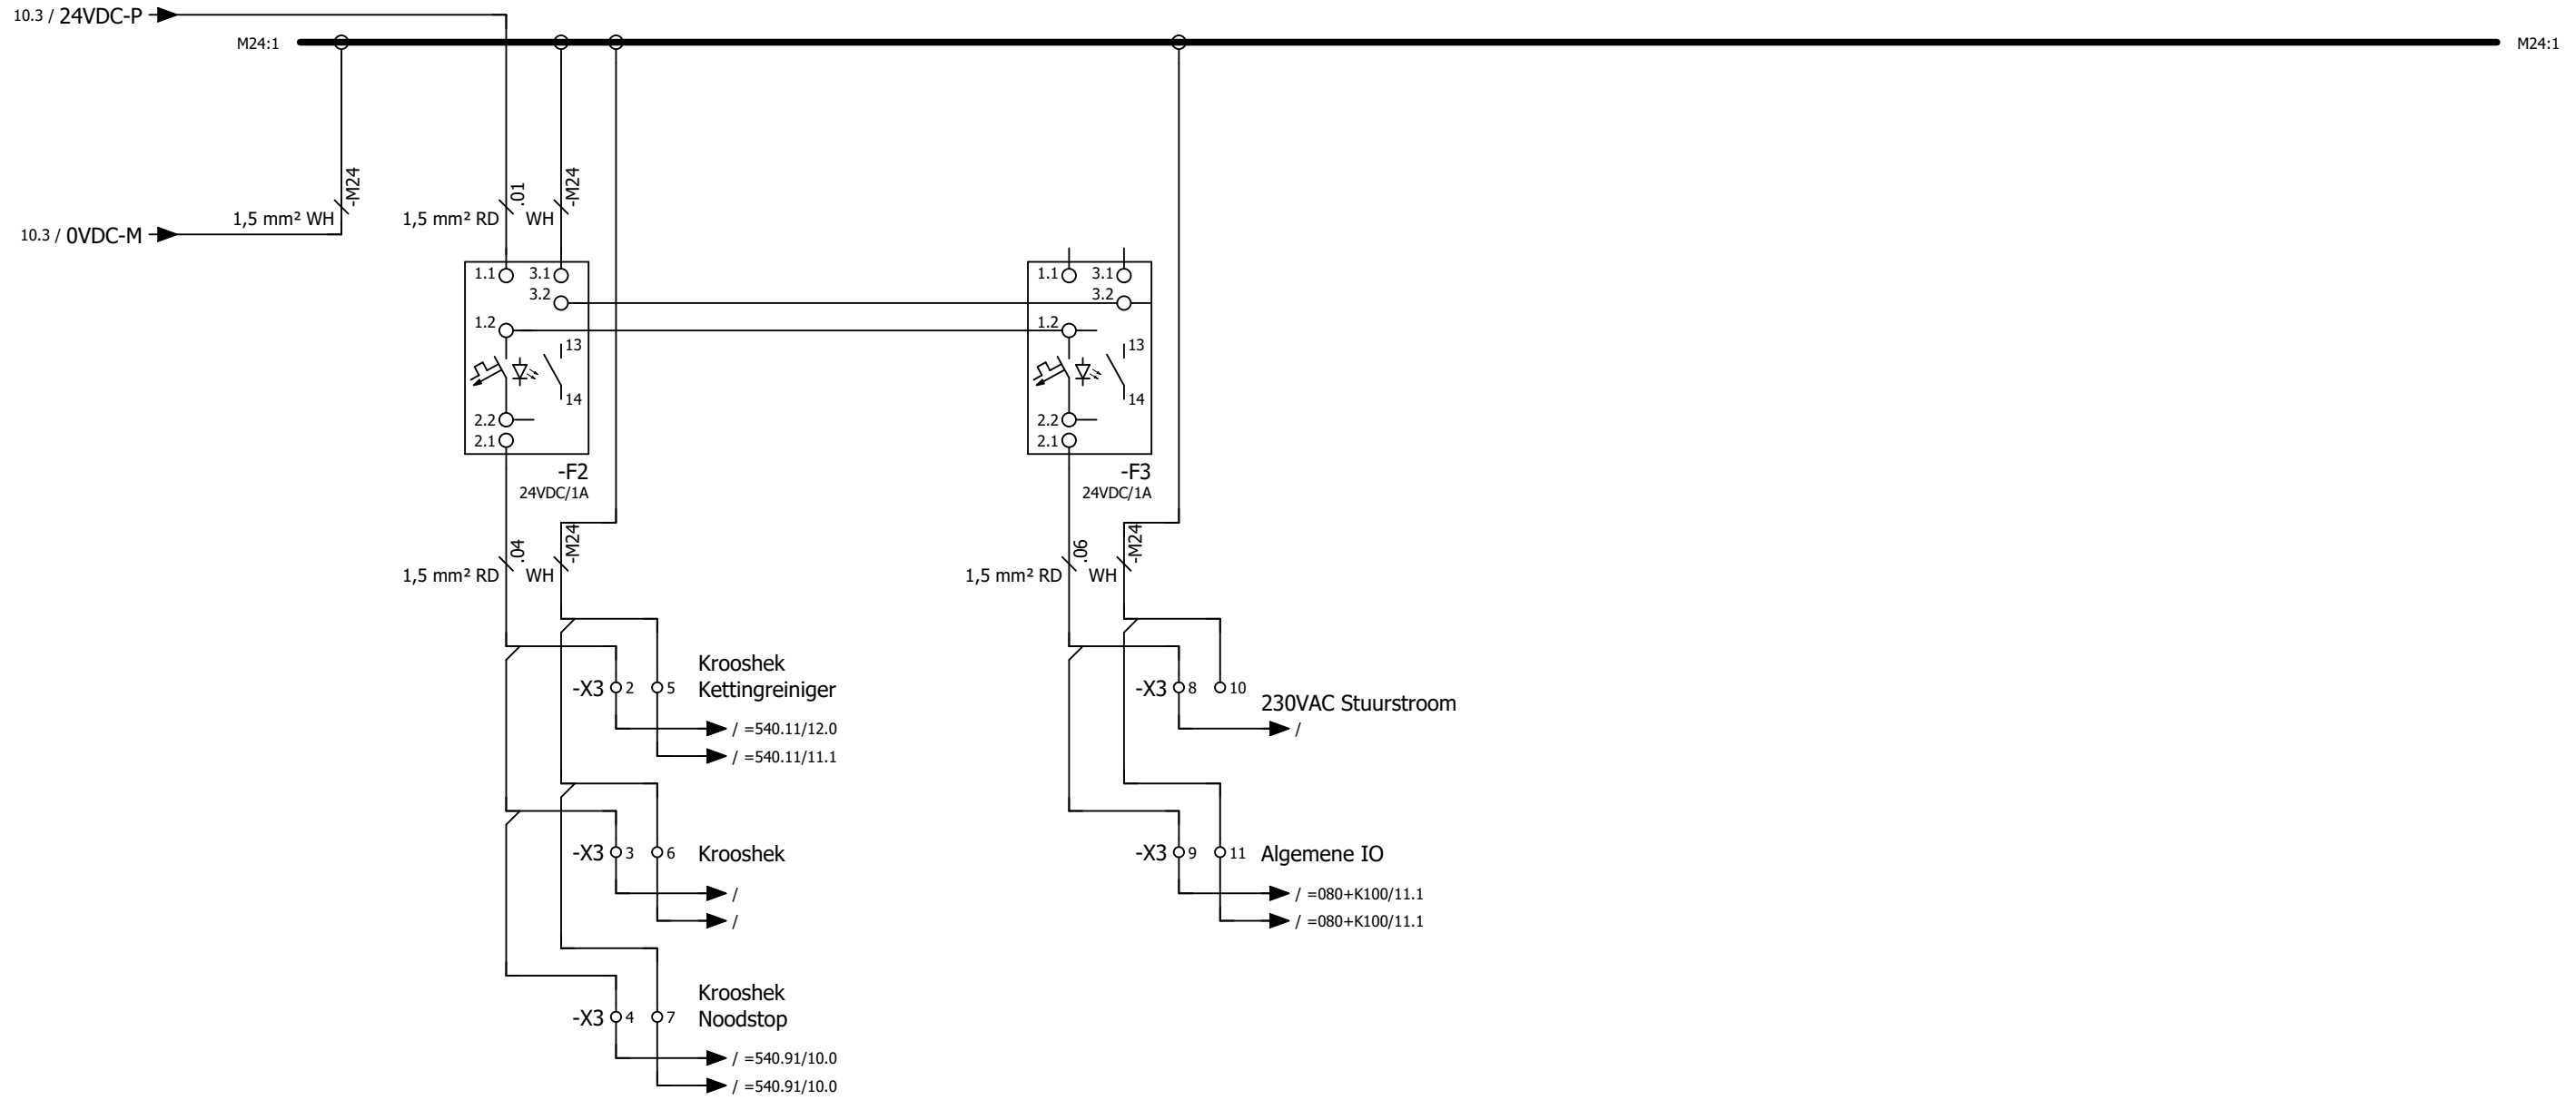 10.3 / 24VDC-P
M24:1
M24:1
-M24
.01
-M24
1,5 mm² WH
1,5 mm² RD
WH
10.3 / 0VDC-M
1.1
3.1
3.2
1.2
13
14
2.2
2.1
-F2
24VDC/1A
1.1
3.1
3.2
1.2
13
14
2.2
2.1
-F3
24VDC/1A
.04
-M24
1,5 mm² RD
WH
.06
-M24
1,5 mm² RD
WH
Krooshek
Kettingreiniger
-X3
2
5
/ =540.11/12.0
/ =540.11/11.1
-X3
8
10
230VAC Stuurstroom
/
-X3
3
6
Krooshek
/
/
-X3
9
11
Algemene IO
/ =080+K100/11.1
/ =080+K100/11.1
Krooshek
Noodstop
-X3
4
7
/ =540.91/10.0
/ =540.91/10.0